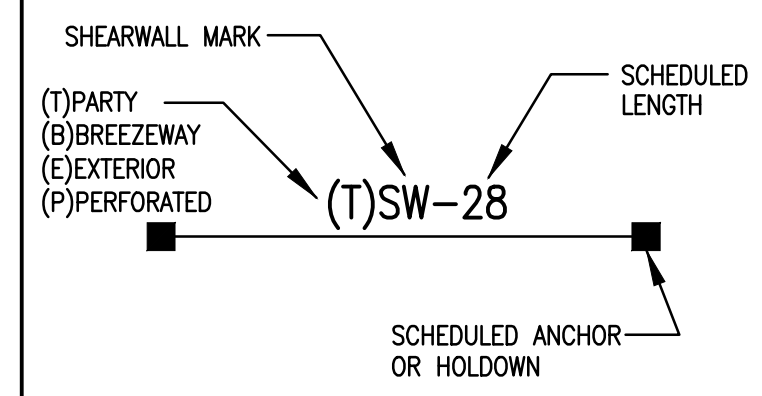 SHEARWALL MARK
SCHEDULED
LENGTH
(T)PARTY
(B)BREEZEWAY
(E)EXTERIOR
(P)PERFORATED
(T)SW-28
SCHEDULED ANCHOR
OR HOLDOWN